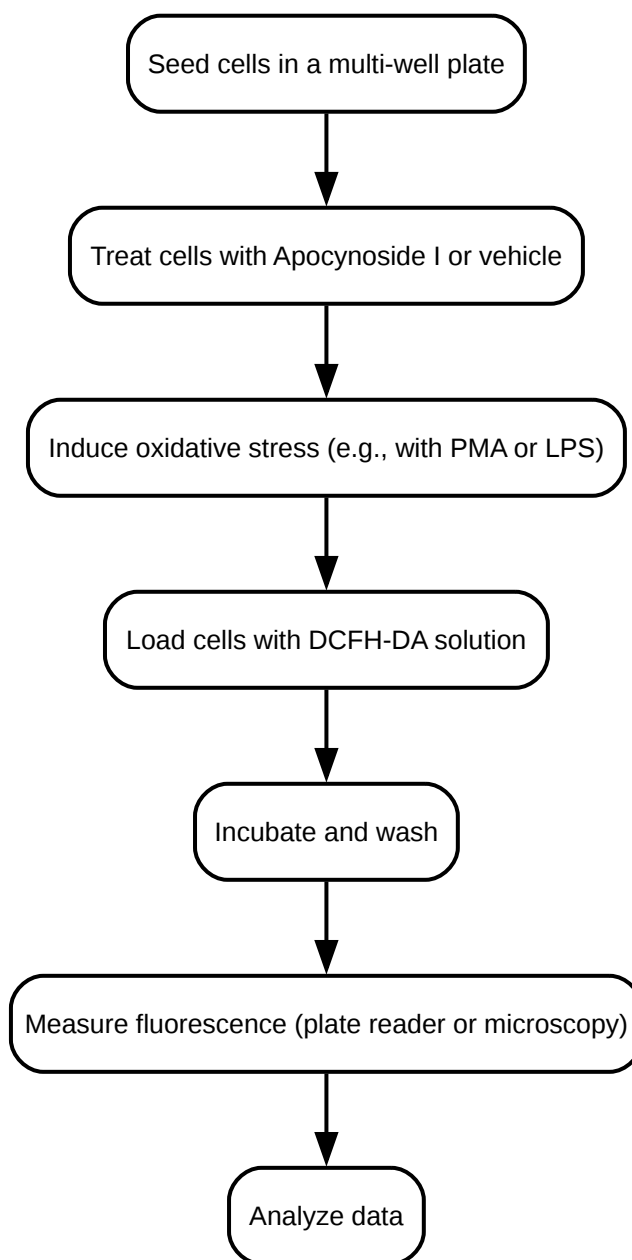 Seed cells in a multi-well plate
Treat cells with Apocynoside I or vehicle
Induce oxidative stress (e.g., with PMA or LPS)
Load cells with DCFH-DA solution
Incubate and wash
Measure fluorescence (plate reader or microscopy)
Analyze data